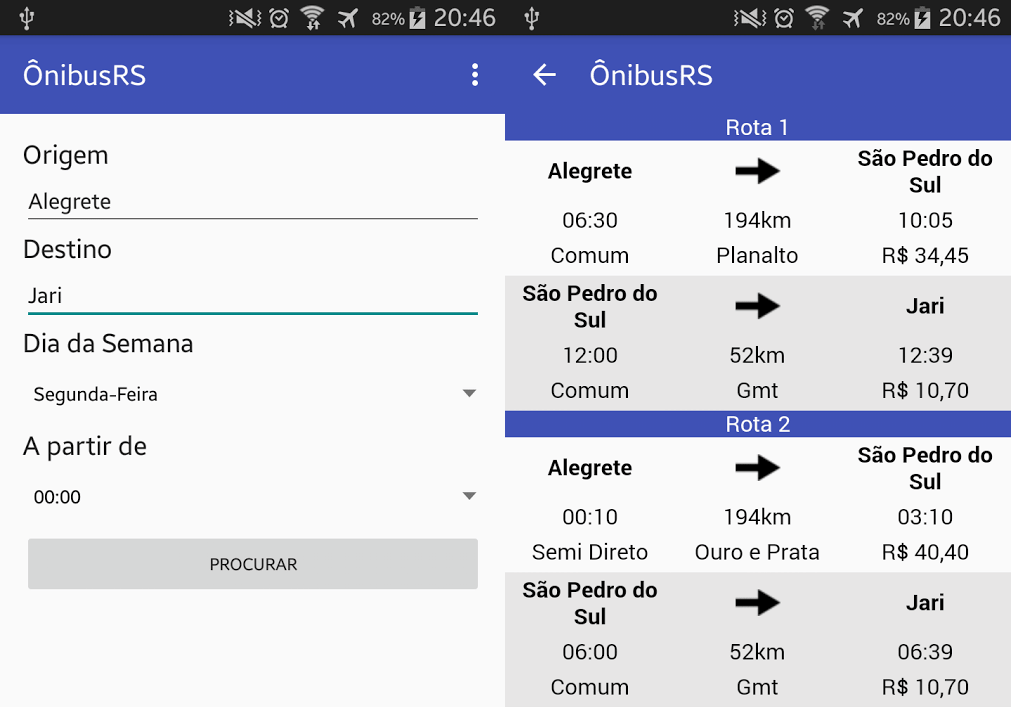 82% 20:46
ÔnibusRS
Origem
Alegrete
Destino
Jari
Dia da Semana
Segunda-Feira
A partir de
00:00
PROCURAR
82% 20:46
ÔnibusRS
Rota 1
Alegrete São Pedro do
Sul
06:30 194km 10:05
Comum Planalto R$ 34,45
São Pedro do Jari
Sul
12:00 52km 12:39
Comum Gmt R$ 10,70
Rota 2
Alegrete São Pedro do
Sul
00:10 194km 03:10
Semi Direto Ouro e Prata R$ 40,40
São Pedro do Jari
Sul
06:00 52km 06:39
Comum Gmt R$ 10,70